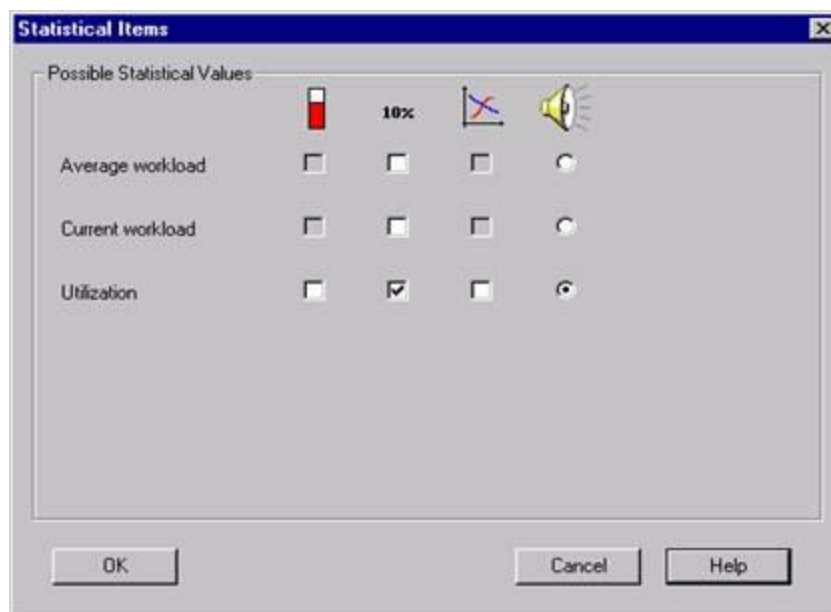 Statistical Items
Possible Statistical Values
10%
Average workload
Current workload
Utilization
OK
Cancel
Help